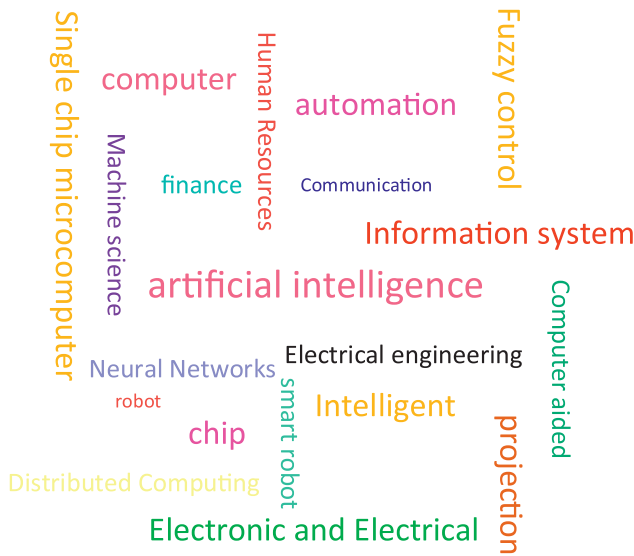 Single chip microcomputer
computer
Human Resources
automation
Fuzzy control
Machine science
finance
Communication
Information system
artificial intelligence
Computer aided
Electrical engineering
Neural Networks
smart robot
robot
Intelligent
chip
projection
Distributed Computing
Electronic and Electrical